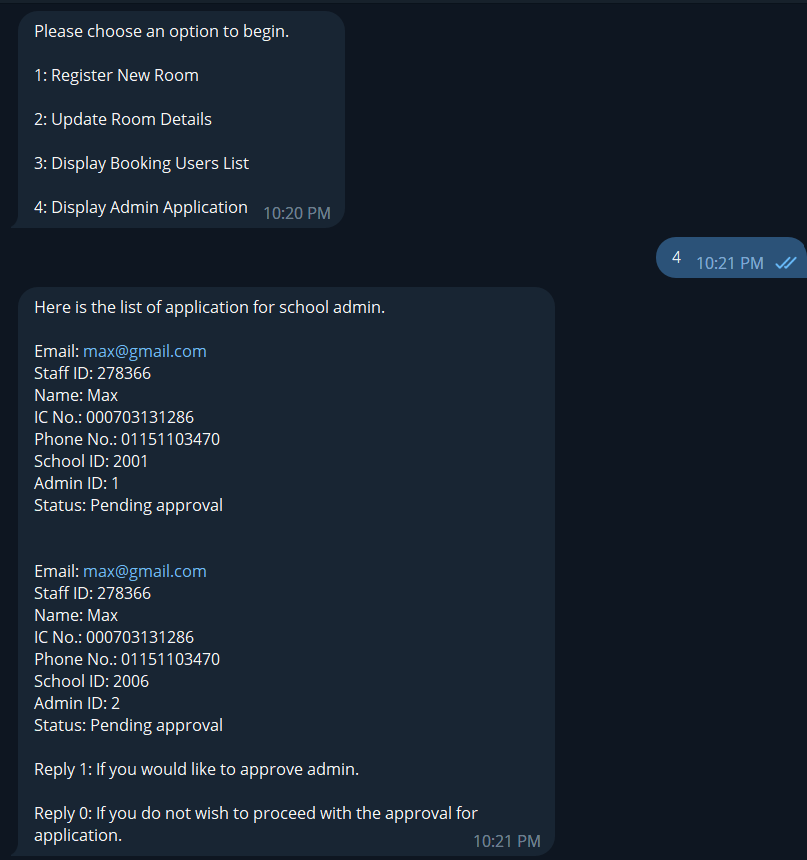 Please choose an option to begin.
1: Register New Room
2: Update Room Details
3: Display Booking Users List
4: Display Admin Application
10:20 PM
4
10:21 PM
Here is the list of application for school admin.
Email: max@gmail.com
Staff ID: 278366
Name: Max
IC No.: 000703131286
Phone No.: 01151103470
School ID: 2001
Admin ID: 1
Status: Pending approval
Email: max@gmail.com
Staff ID: 278366
Name: Max
IC No.: 000703131286
Phone No.: 01151103470
School ID: 2006
Admin ID: 2
Status: Pending approval
Reply 1: If you would like to approve admin.
Reply 0: If you do not wish to proceed with the approval for
application.
10:21 PM